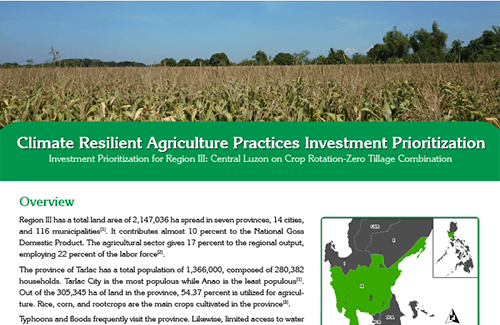 Climate Resilient Agriculture Practices Investment Prioritization
Investment Prioritization for Region III: Central Luzon on Crop Rotation-Zero Tillage Combination
Overview
Region III has a total land area of 2,147,036 ha spread in seven provinces, 14 cities,
and 116 municipalities[1]. It contributes almost 10 percent to the National Goss
Domestic Product. The agricultural sector gives 17 percent to the regional output,
employing 22 percent of the labor force[2].
The province of Tarlac has a total population of 1,366,000, composed of 280,382
households. Tarlac City is the most populous while Anao is the least populous[1].
Out of the 305,345 ha of land in the province, 54.37 percent is utilized for agricul-
ture. Rice, corn, and rootcrops are the main crops cultivated in the province[3].
Typhoons and floods frequently visit the province. Likewise, limited access to water
CAR
I
II
III